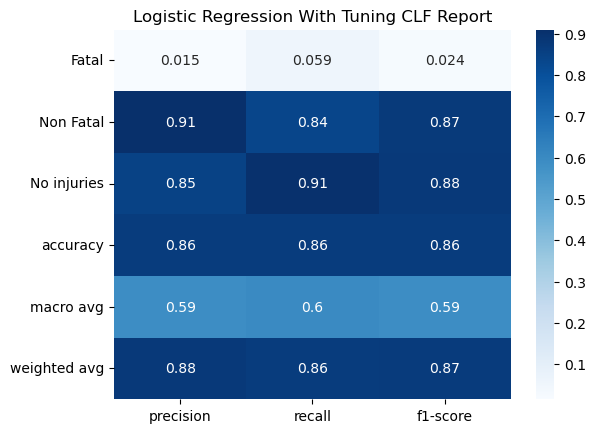 Logistic Regression With Tuning CLF Report
Fatal 0.015 0.059 0.024
Non Fatal 0.91 0.84 0.87
No injuries 0.85 0.91 0.88
accuracy 0.86 0.86 0.86
macro avg 0.59 0.6 0.59
weighted avg 0.88 0.86 0.87
precision recall f1-score
0.9
0.8
0.7
0.6
0.5
0.4
0.3
0.2
0.1